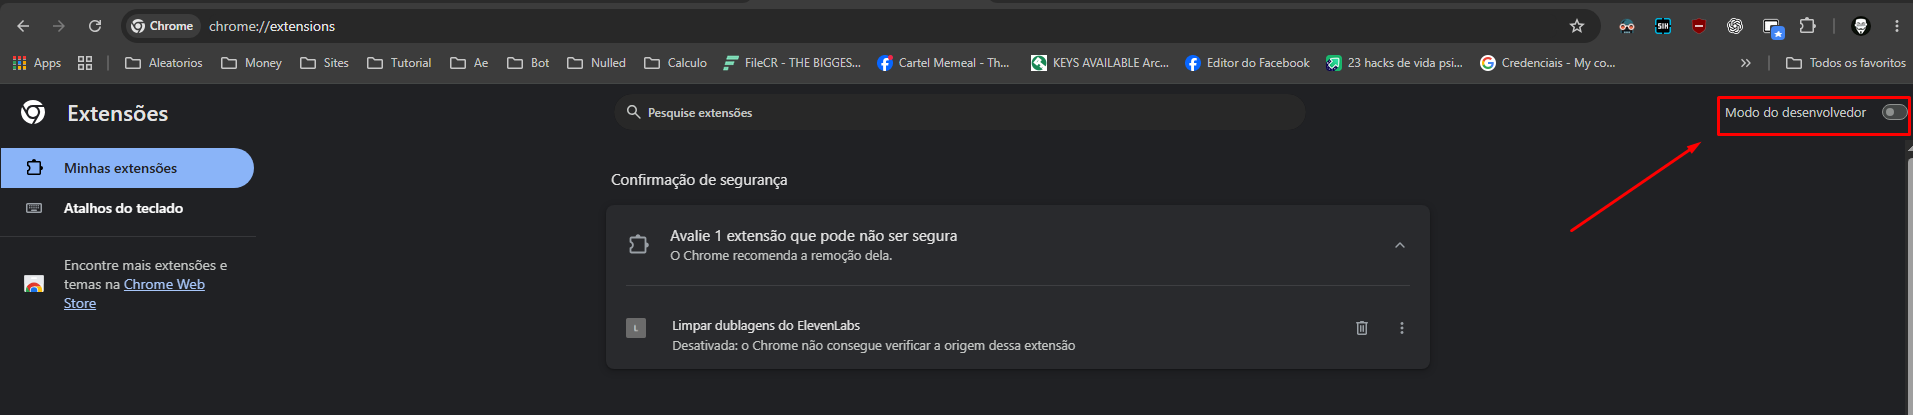 Chrome chrome://extensions
SIH
Apps Aleatorios Money Sites Tutorial Ae Bot Nulled Calculo FileCR - THE BIGGES... Cartel Memeal - Th... KEYS AVAILABLE Arc... Editor do Facebook 23 hacks de vida psi... Credenciais - My co... » Todos os favoritos
Extensões
Pesquise extensões
Modo do desenvolvedor
Minhas extensões
Atalhos do teclado
Encontre mais extensões e
temas na Chrome Web
Store
Confirmação de segurança
Avalie 1 extensão que pode não ser segura
O Chrome recomenda a remoção dela.
L
Limpar dublagens do ElevenLabs
Desativada: o Chrome não consegue verificar a origem dessa extensão